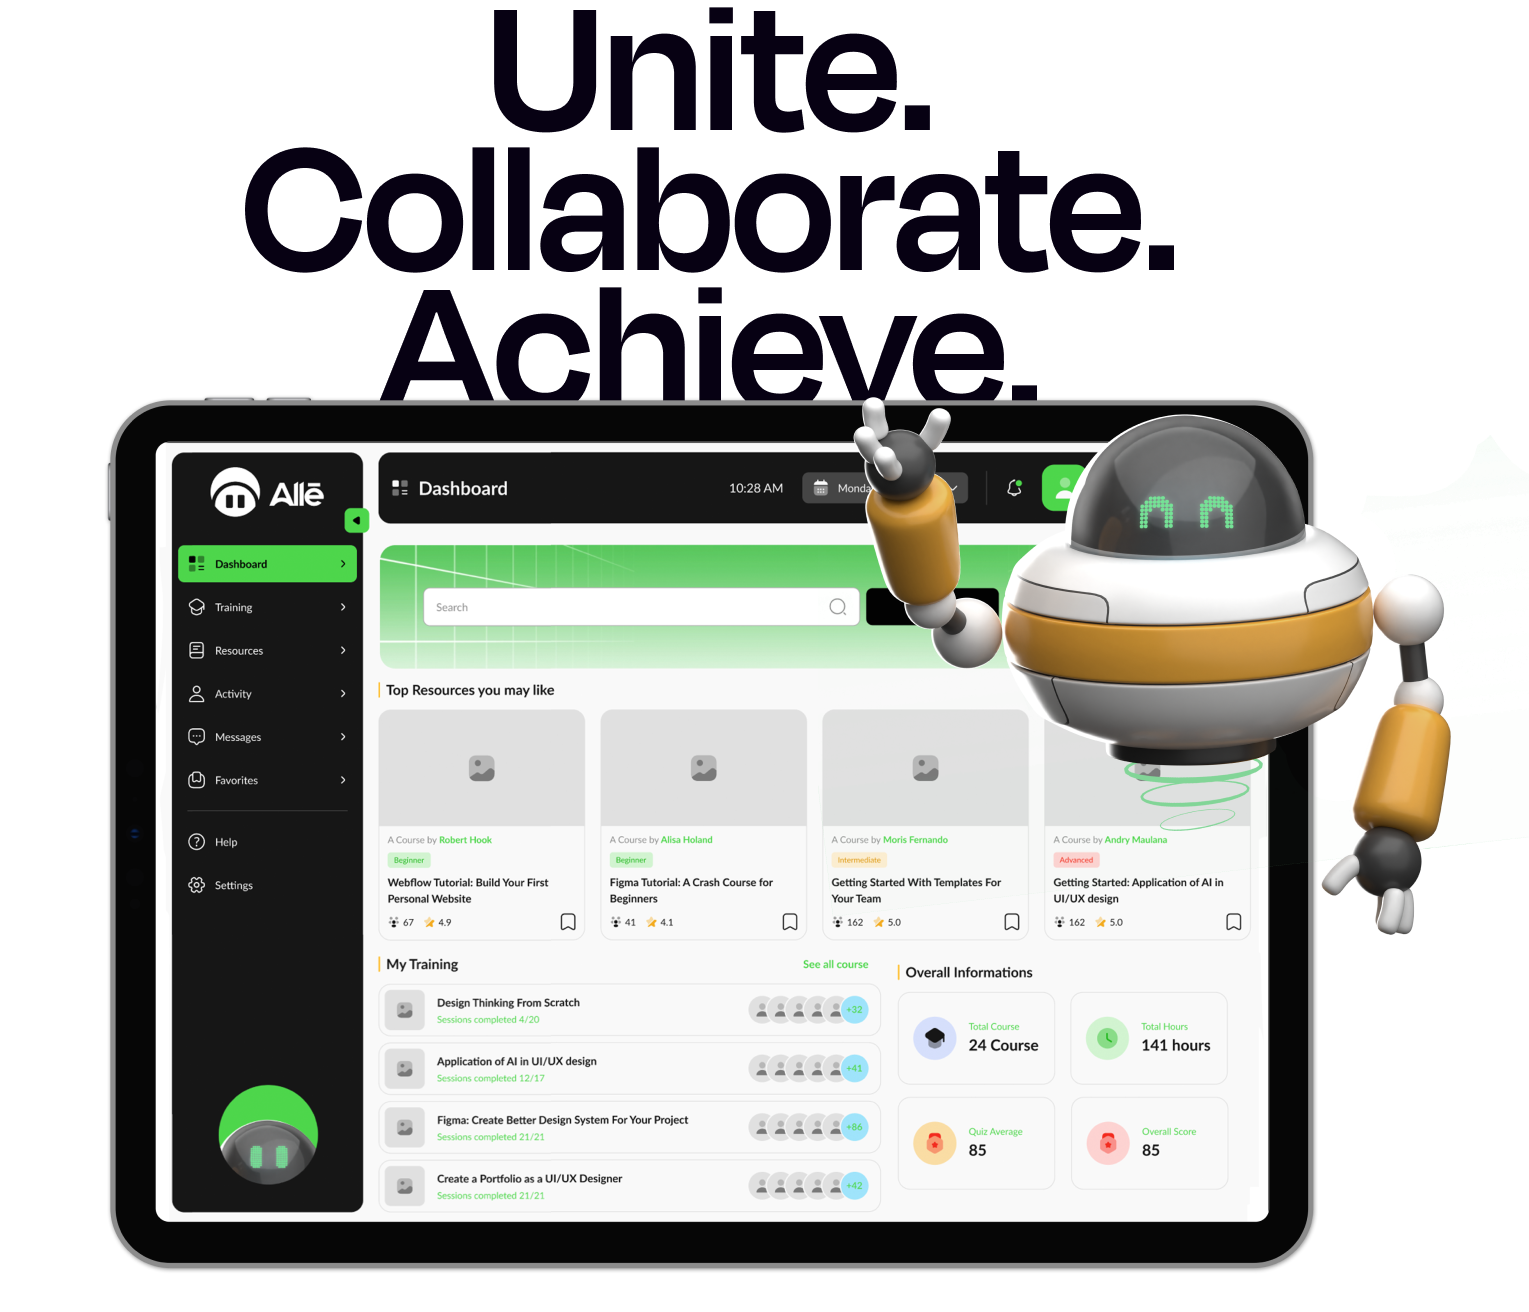 Unite.
Collaborate.
Achieve.
Allē
Dashboard
10:28 AM
Dashboard
Training
Resources
Activity
Messages
Favorites
Help
Settings
Search
Top Resources you may like
A Course by Robert Hook
Beginner
Webflow Tutorial: Build Your First
Personal Website
67 4.9
A Course by Alisa Holand
Beginner
Figma Tutorial: A Crash Course for
Beginners
41 4.1
A Course by Moris Fernando
Intermediate
Getting Started With Templates For
Your Team
162 5.0
A Course by Andry Maulana
Advanced
Getting Started: Application of AI in
UI/UX design
162 5.0
My Training
See all course
Design Thinking From Scratch
Sessions completed 4/20
+32
Application of AI in UI/UX design
Sessions completed 12/17
+41
Figma: Create Better Design System For Your Project
Sessions completed 21/21
+86
Create a Portfolio as a UI/UX Designer
Sessions completed 21/21
+42
Overall Informations
Total Course
24 Course
Total Hours
141 hours
Quiz Average
85
Overall Score
85